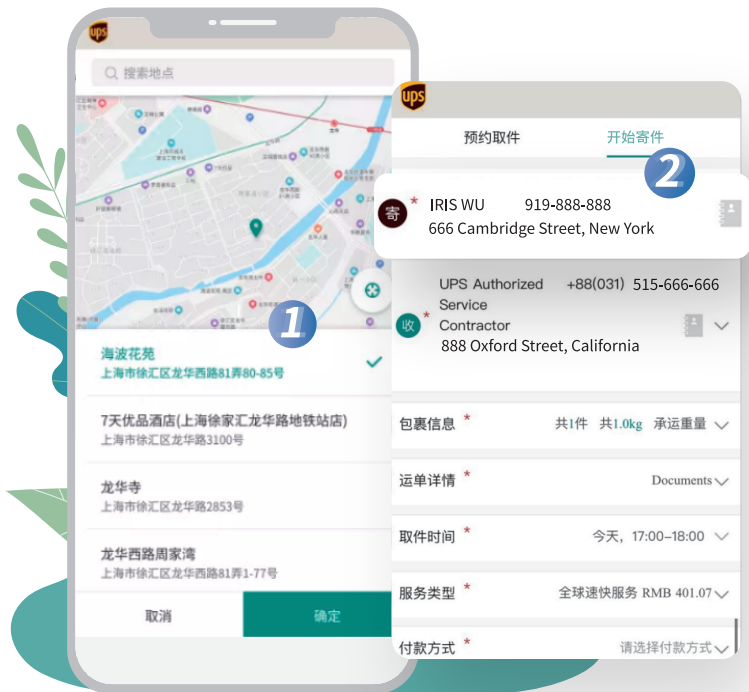 ups
搜索地点
1
海波花苑
上海市徐汇区龙华西路81弄80-85号
7天优品酒店(上海徐家汇龙华路地铁站店)
上海市徐汇区龙华路3100号
龙华寺
上海市徐汇区龙华路2853号
龙华西路周家湾
上海市徐汇区龙华西路81弄1-77号
取消 确定
ups
预约取件 开始寄件
2
寄 * IRIS WU 919-888-888
666 Cambridge Street, New York
UPS Authorized +88(031) 515-666-666
Service
收 * Contractor
888 Oxford Street, California
包裹信息 * 共1件 共1.0kg 承运重量
运单详情 * Documents
取件时间 * 今天，17:00–18:00
服务类型 * 全球速快服务 RMB 401.07
付款方式 * 请选择付款方式